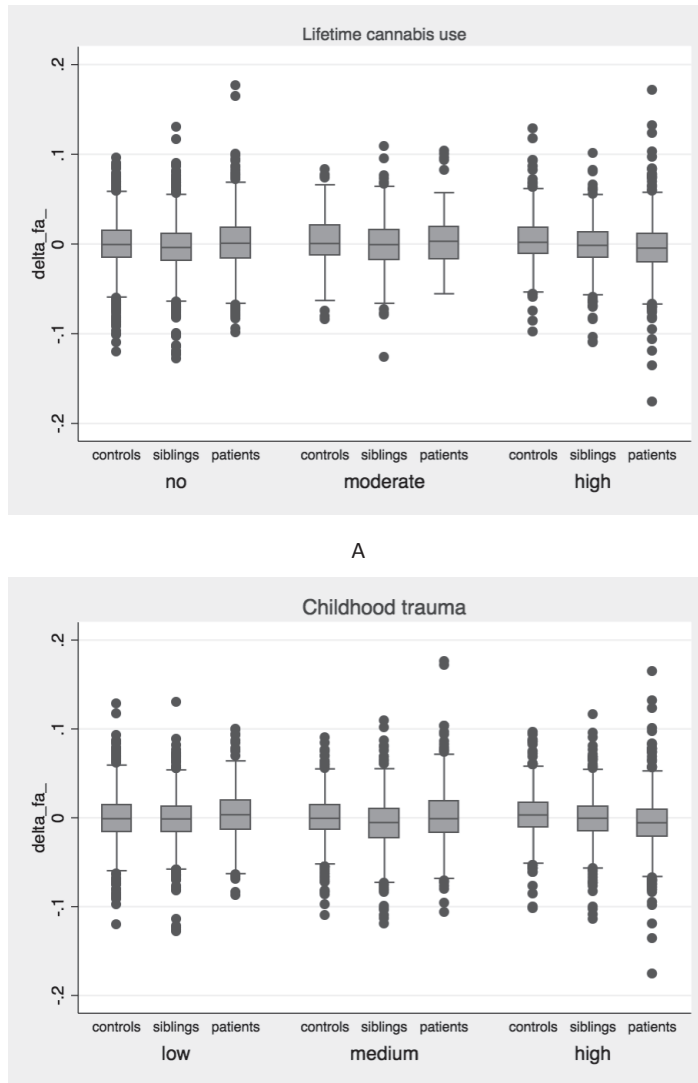 Lifetime cannabis use
.2
.1
0
-.1
-.2
delta_fa_
controls siblings patients controls siblings patients controls siblings patients
no moderate high
A
Childhood trauma
.2
.1
0
-.1
-.2
delta_fa_
controls siblings patients controls siblings patients controls siblings patients
low medium high